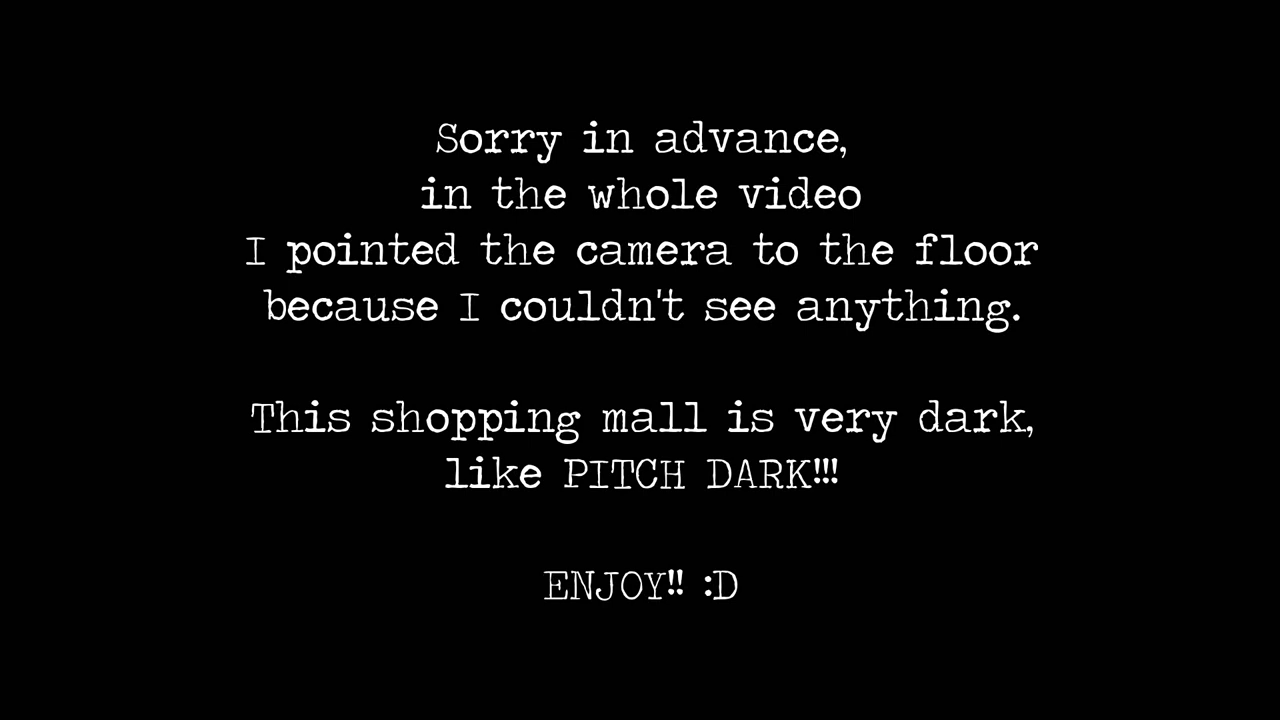 Sorry in advance,
in the whole video
I pointed the camera to the floor
because I couldn't see anything.
This shopping mall is very dark,
like PITCH DARK!!!
ENJOY!! :D